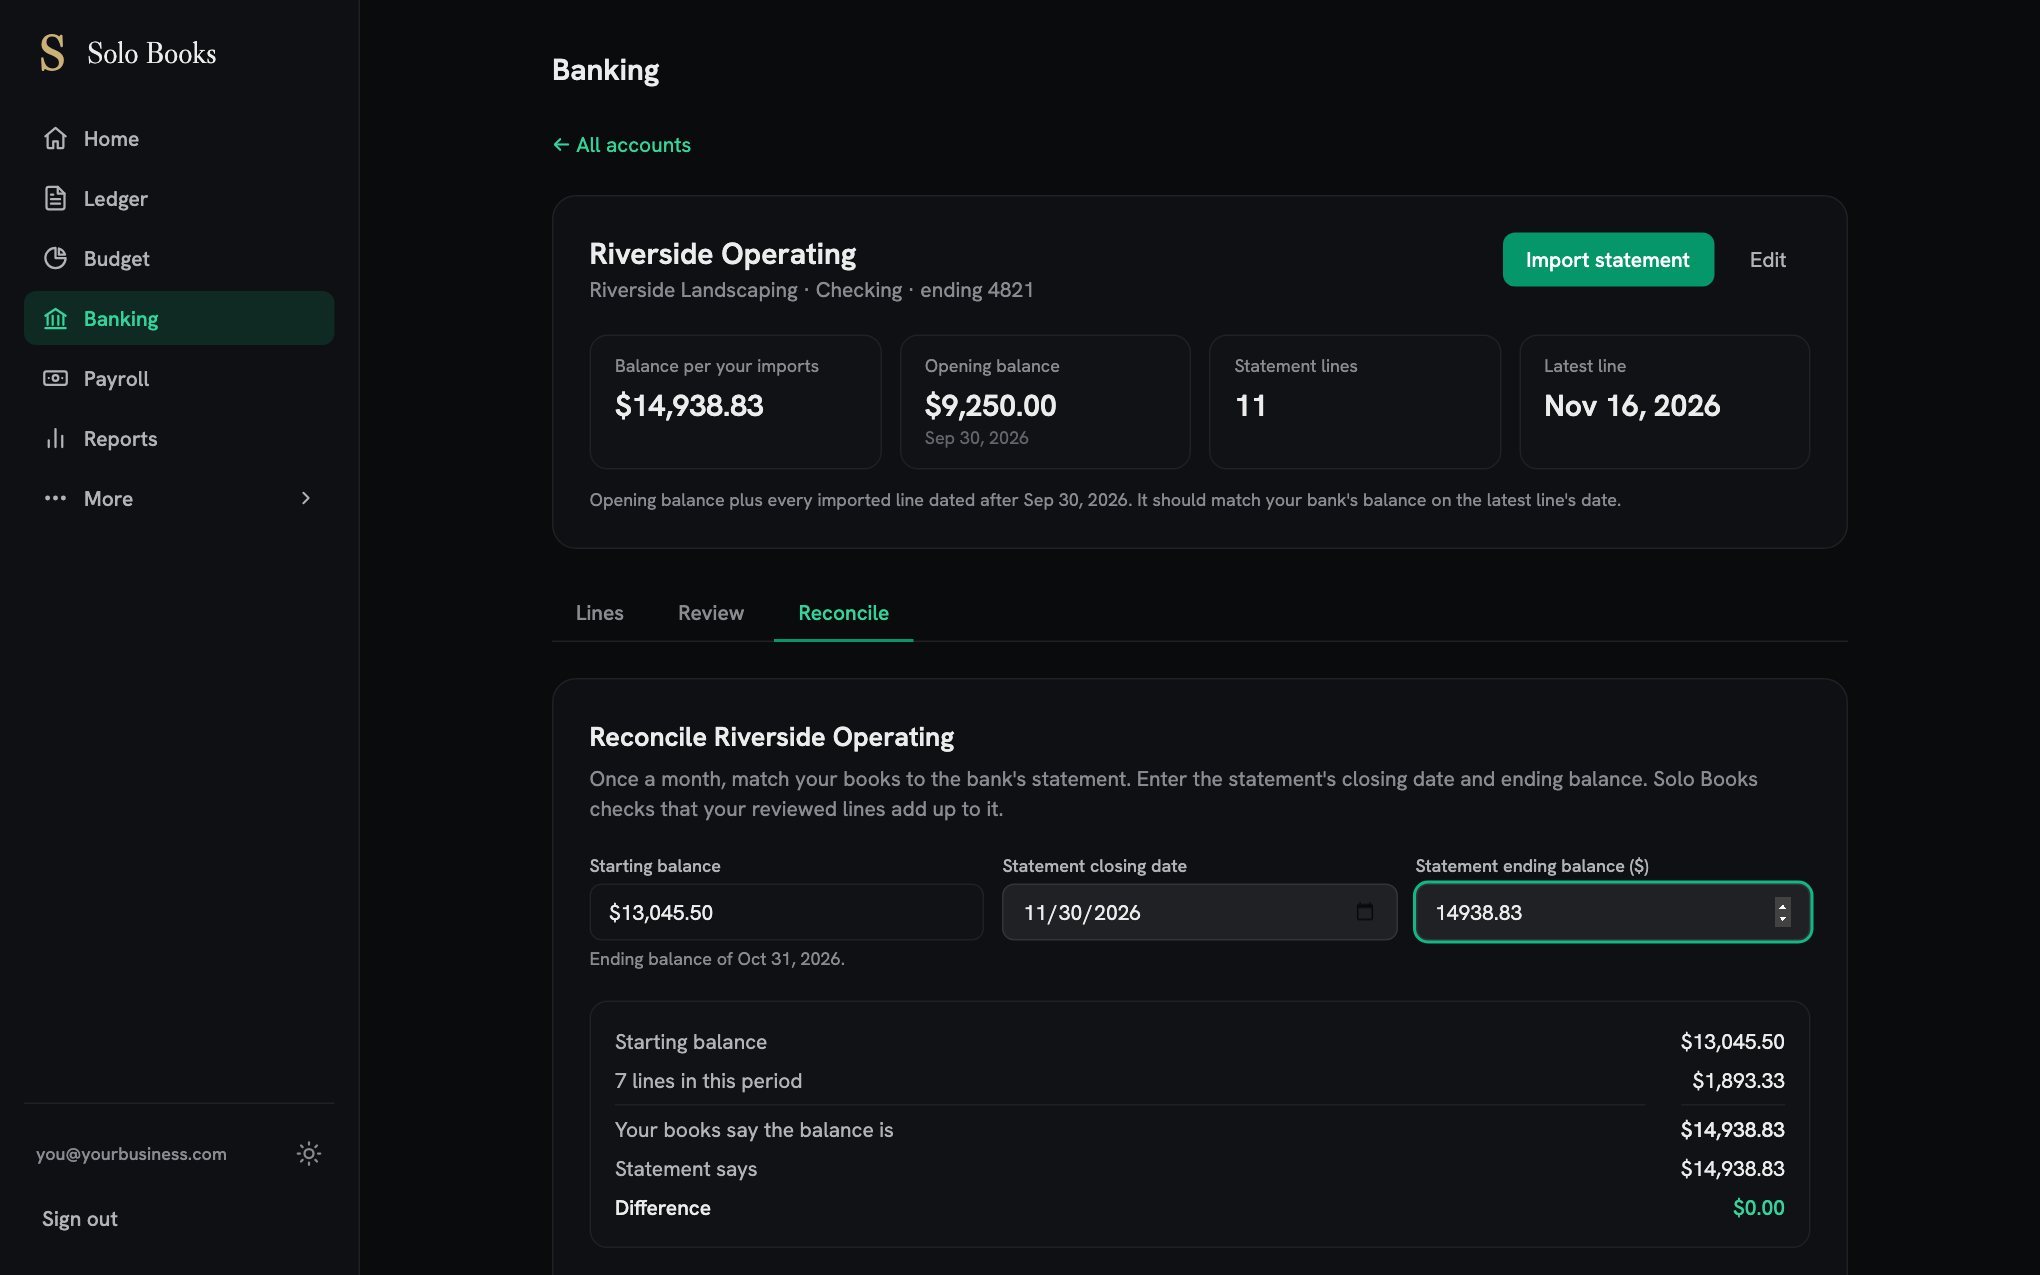 S Solo Books
Home
Ledger
Budget
Banking
Payroll
Reports
More
you@yourbusiness.com
Sign out
Banking
← All accounts
Riverside Operating
Riverside Landscaping · Checking · ending 4821
Import statement
Edit
Balance per your imports
$14,938.83
Opening balance
$9,250.00
Sep 30, 2026
Statement lines
11
Latest line
Nov 16, 2026
Opening balance plus every imported line dated after Sep 30, 2026. It should match your bank's balance on the latest line's date.
Lines Review Reconcile
Reconcile Riverside Operating
Once a month, match your books to the bank's statement. Enter the statement's closing date and ending balance. Solo Books
checks that your reviewed lines add up to it.
Starting balance
$13,045.50
Ending balance of Oct 31, 2026.
Statement closing date
11/30/2026
Statement ending balance ($)
14938.83
Starting balance $13,045.50
7 lines in this period $1,893.33
Your books say the balance is $14,938.83
Statement says $14,938.83
Difference $0.00